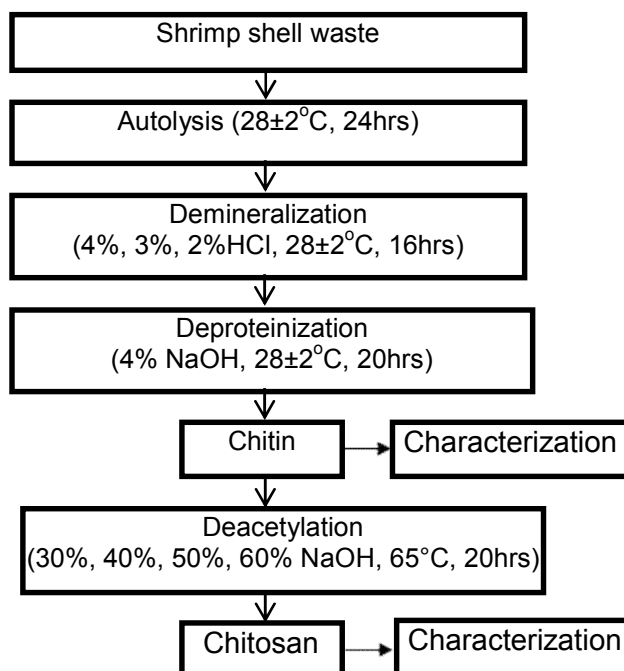 Shrimp shell waste
Autolysis (28±2°C, 24hrs)
Demineralization
(4%, 3%, 2%HCl, 28±2°C, 16hrs)
Deproteinization
(4% NaOH, 28±2°C, 20hrs)
Chitin
Characterization
Deacetylation
(30%, 40%, 50%, 60% NaOH, 65°C, 20hrs)
Chitosan
Characterization